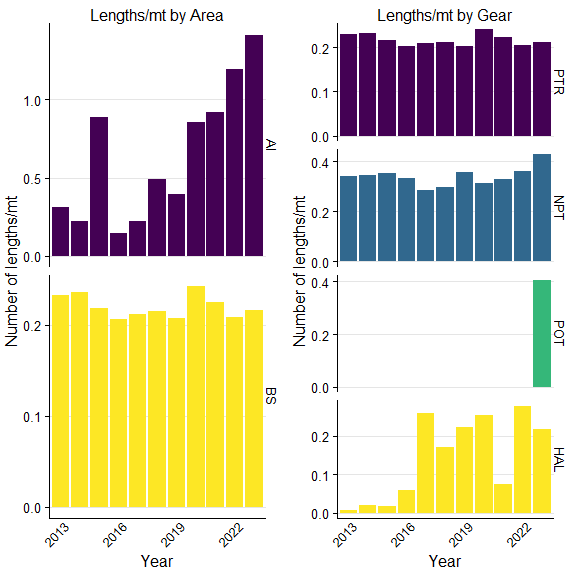 Lengths/mt by Area
Number of lengths/mt
1.0
0.5
0.0
AI
0.2
0.1
0.0
BS
2013
2016
2019
2022
Year
Lengths/mt by Gear
Number of lengths/mt
0.2
0.1
0.0
PTR
0.4
0.2
0.0
NPT
0.4
0.2
0.0
POT
0.2
0.1
0.0
HAL
2013
2016
2019
2022
Year